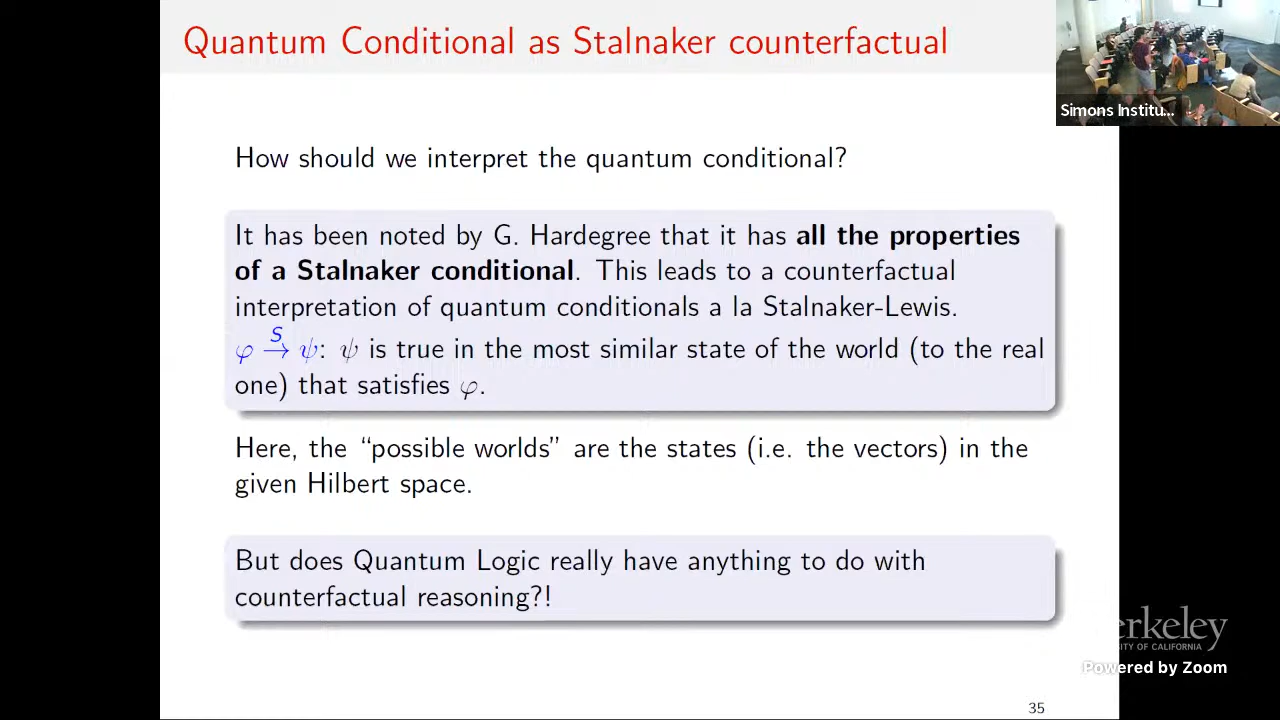 Quantum Conditional as Stalnaker counterfactual
Simons Institu...
How should we interpret the quantum conditional?
It has been noted by G. Hardegree that it has all the properties
of a Stalnaker conditional. This leads to a counterfactual
interpretation of quantum conditionals a la Stalnaker-Lewis.
φ →ˢ ψ: ψ is true in the most similar state of the world (to the real
one) that satisfies φ.
Here, the “possible worlds” are the states (i.e. the vectors) in the
given Hilbert space.
But does Quantum Logic really have anything to do with
counterfactual reasoning?!
erkeley
ITY OF CALIFORNIA
Powered by Zoom
35